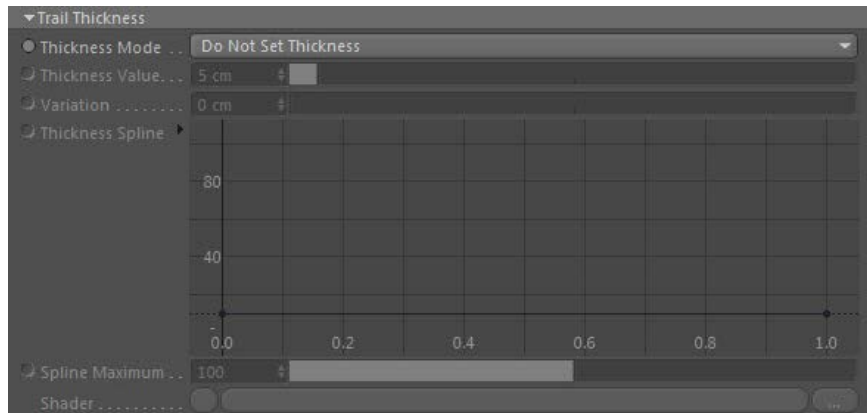 Trail Thickness
Thickness Mode . . Do Not Set Thickness
Thickness Value. . . 5 cm
Variation . . . . . . . . 0 cm
Thickness Spline
80
40
-
0.0 0.2 0.4 0.6 0.8 1.0
Spline Maximum . . 100
Shader . . . . . . . . . . ...